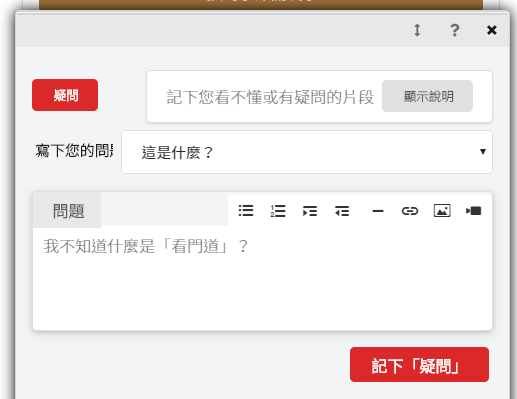 疑問
記下您看不懂或有疑問的片段
顯示說明
寫下您的問
這是什麼？
問題
我不知道什麼是「看門道」？
記下「疑問」